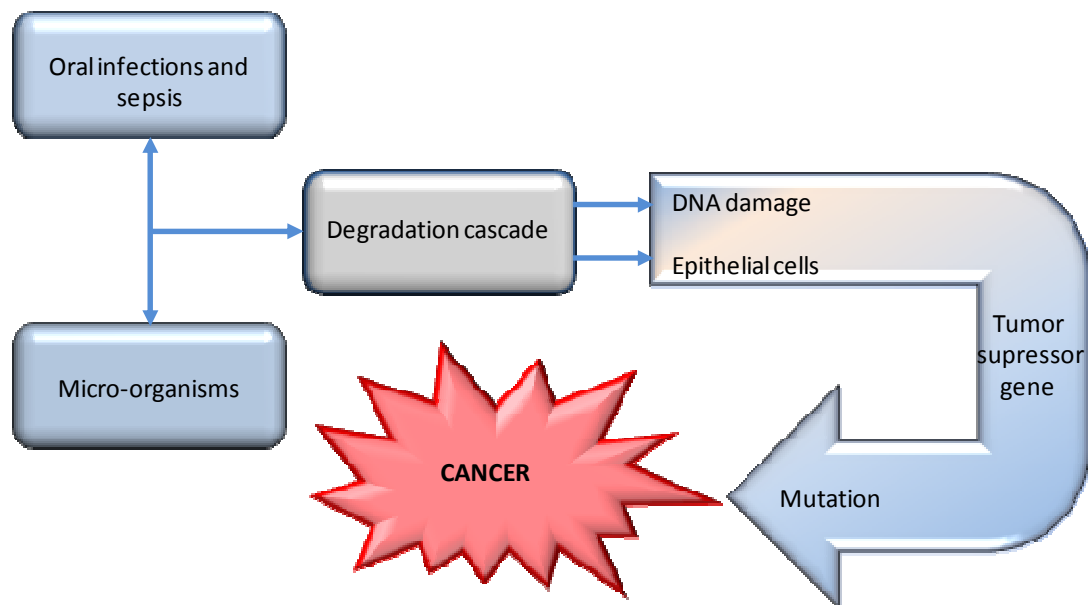 Oral infections and
sepsis
Degradation cascade
DNA damage
Epithelial cells
Micro-organisms
Tumor
supressor
gene
CANCER
Mutation